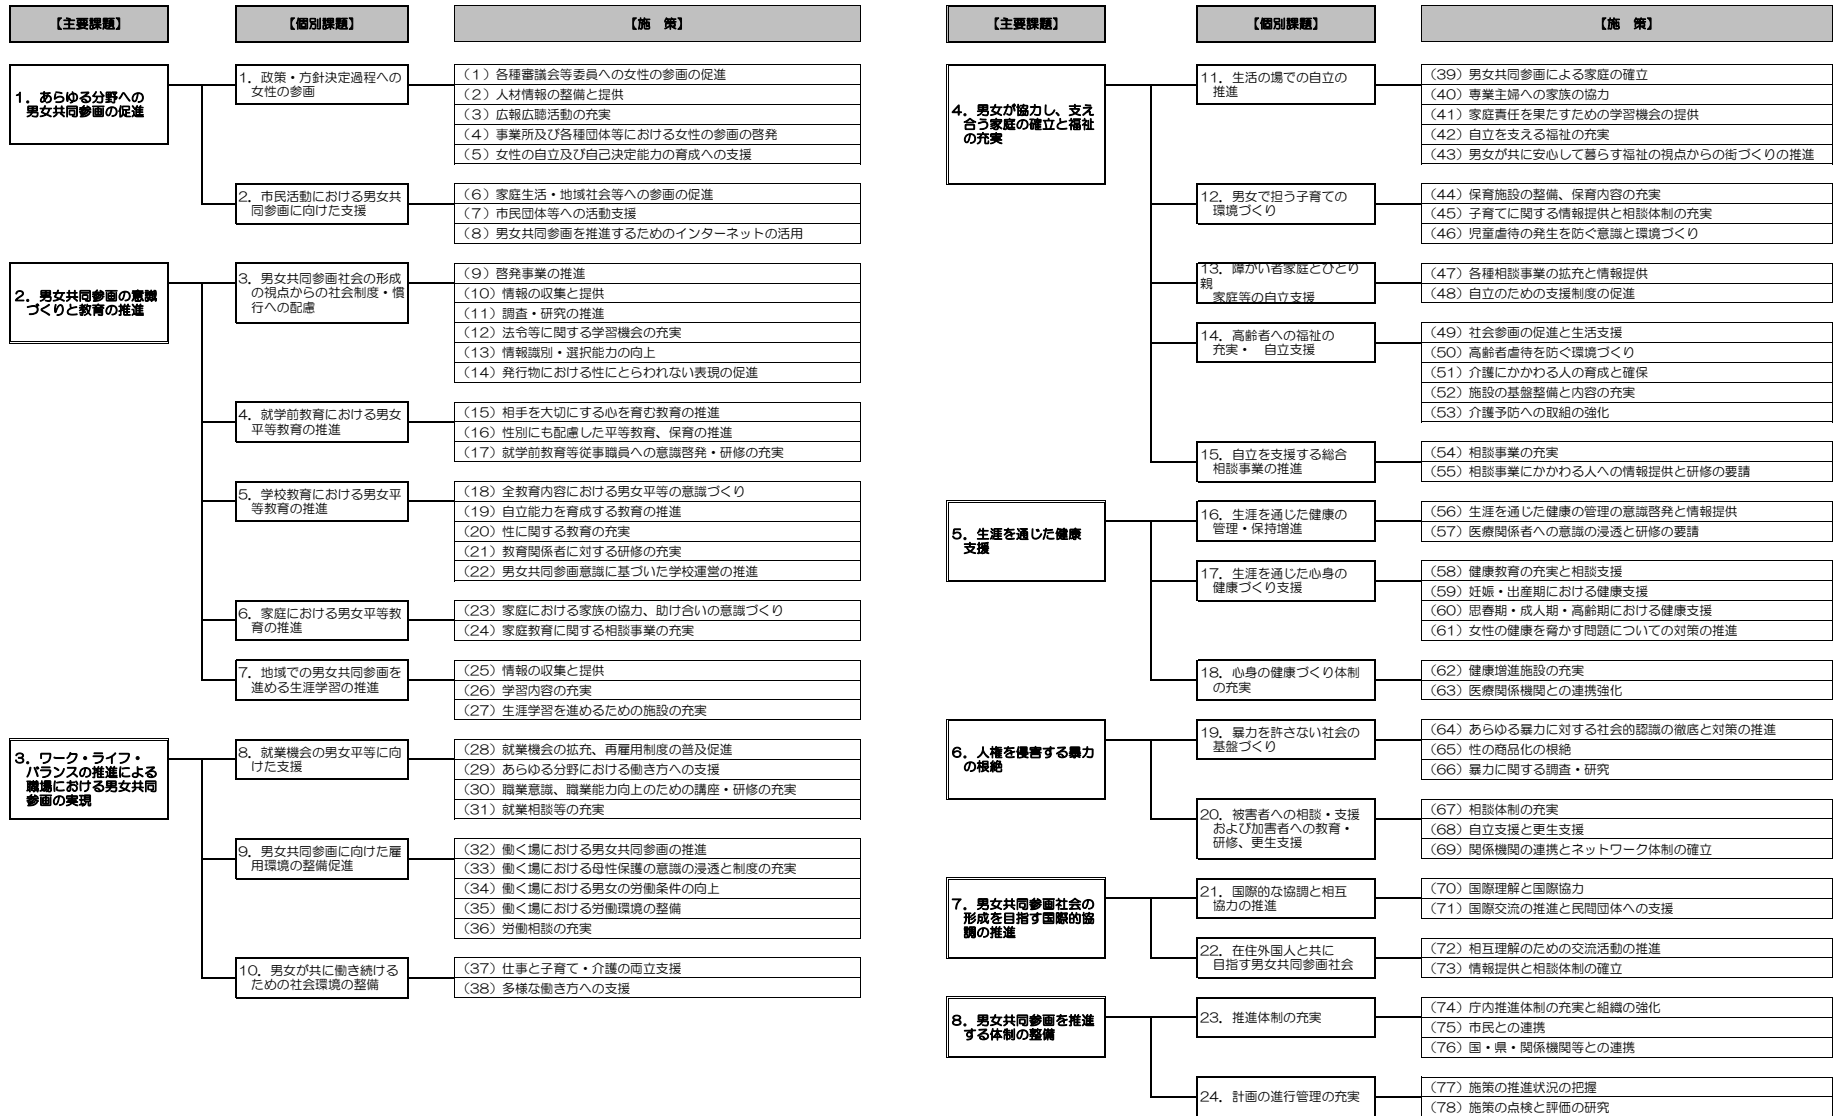 【主要課題】
【個別課題】
【施　策】
1．あらゆる分野への
男女共同参画の促進
1．政策・方針決定過程への
女性の参画
（1）各種審議会等委員への女性の参画の促進
（2）人材情報の整備と提供
（3）広報広聴活動の充実
（4）事業所及び各種団体等における女性の参画の啓発
（5）女性の自立及び自己決定能力の育成への支援
2．市民活動における男女共
同参画に向けた支援
（6）家庭生活・地域社会等への参画の促進
（7）市民団体等への活動支援
（8）男女共同参画を推進するためのインターネットの活用
2．男女共同参画の意識
づくりと教育の推進
3．男女共同参画社会の形成
の視点からの社会制度・慣
行への配慮
（9）啓発事業の推進
（10）情報の収集と提供
（11）調査・研究の推進
（12）法令等に関する学習機会の充実
（13）情報識別・選択能力の向上
（14）発行物における性にとらわれない表現の促進
4．就学前教育における男女
平等教育の推進
（15）相手を大切にする心を育む教育の推進
（16）性別にも配慮した平等教育、保育の推進
（17）就学前教育等従事職員への意識啓発・研修の充実
5．学校教育における男女平
等教育の推進
（18）全教育内容における男女平等の意識づくり
（19）自立能力を育成する教育の推進
（20）性に関する教育の充実
（21）教育関係者に対する研修の充実
（22）男女共同参画意識に基づいた学校運営の推進
6．家庭における男女平等教
育の推進
（23）家庭における家族の協力、助け合いの意識づくり
（24）家庭教育に関する相談事業の充実
7．地域での男女共同参画を
進める生涯学習の推進
（25）情報の収集と提供
（26）学習内容の充実
（27）生涯学習を進めるための施設の充実
3．ワーク・ライフ・
バランスの推進による
職場における男女共同
参画の実現
8．就業機会の男女平等に向
けた支援
（28）就業機会の拡充、再雇用制度の普及促進
（29）あらゆる分野における働き方への支援
（30）職業意識、職業能力向上のための講座・研修の充実
（31）就業相談等の充実
9．男女共同参画に向けた雇
用環境の整備促進
（32）働く場における男女共同参画の推進
（33）働く場における母性保護の意識の浸透と制度の充実
（34）働く場における男女の労働条件の向上
（35）働く場における労働環境の整備
（36）労働相談の充実
10．男女が共に働き続ける
ための社会環境の整備
（37）仕事と子育て・介護の両立支援
（38）多様な働き方への支援
【主要課題】
【個別課題】
【施　策】
4．男女が協力し、支え
合う家庭の確立と福祉
の充実
11．生活の場での自立の
推進
（39）男女共同参画による家庭の確立
（40）専業主婦への家族の協力
（41）家庭責任を果たすための学習機会の提供
（42）自立を支える福祉の充実
（43）男女が共に安心して暮らす福祉の視点からの街づくりの推進
12．男女で担う子育ての
環境づくり
（44）保育施設の整備、保育内容の充実
（45）子育てに関する情報提供と相談体制の充実
（46）児童虐待の発生を防ぐ意識と環境づくり
13．障がい者家庭とひとり
親
家庭等の自立支援
（47）各種相談事業の拡充と情報提供
（48）自立のための支援制度の促進
14．高齢者への福祉の
充実・　自立支援
（49）社会参画の促進と生活支援
（50）高齢者虐待を防ぐ環境づくり
（51）介護にかかわる人の育成と確保
（52）施設の基盤整備と内容の充実
（53）介護予防への取組の強化
15．自立を支援する総合
相談事業の推進
（54）相談事業の充実
（55）相談事業にかかわる人への情報提供と研修の要請
5．生涯を通じた健康
支援
16．生涯を通じた健康の
管理・保持増進
（56）生涯を通じた健康の管理の意識啓発と情報提供
（57）医療関係者への意識の浸透と研修の要請
17．生涯を通じた心身の
健康づくり支援
（58）健康教育の充実と相談支援
（59）妊娠・出産期における健康支援
（60）思春期・成人期・高齢期における健康支援
（61）女性の健康を脅かす問題についての対策の推進
18．心身の健康づくり体制
の充実
（62）健康増進施設の充実
（63）医療関係機関との連携強化
6．人権を侵害する暴力
の根絶
19．暴力を許さない社会の
基盤づくり
（64）あらゆる暴力に対する社会的認識の徹底と対策の推進
（65）性の商品化の根絶
（66）暴力に関する調査・研究
20．被害者への相談・支援
および加害者への教育・
研修、更生支援
（67）相談体制の充実
（68）自立支援と更生支援
（69）関係機関の連携とネットワーク体制の確立
7．男女共同参画社会の
形成を目指す国際的協
調の推進
21．国際的な協調と相互
協力の推進
（70）国際理解と国際協力
（71）国際交流の推進と民間団体への支援
22．在住外国人と共に
目指す男女共同参画社会
（72）相互理解のための交流活動の推進
（73）情報提供と相談体制の確立
8．男女共同参画を推進
する体制の整備
23．推進体制の充実
（74）庁内推進体制の充実と組織の強化
（75）市民との連携
（76）国・県・関係機関等との連携
24．計画の進行管理の充実
（77）施策の推進状況の把握
（78）施策の点検と評価の研究